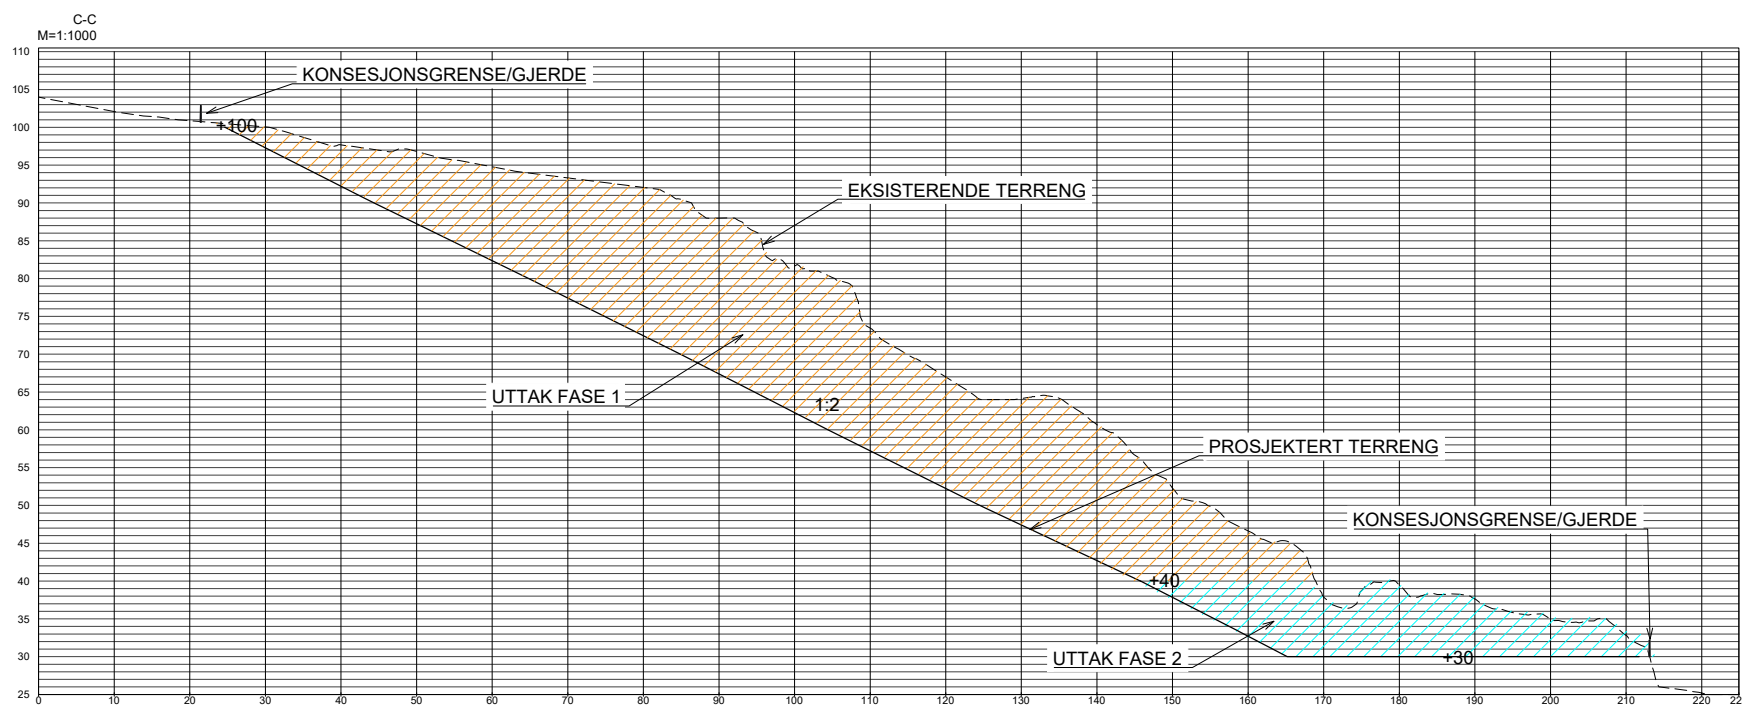 C-C
M=1:1000
110
105
100
95
90
85
80
75
70
65
60
55
50
45
40
35
30
25
KONSESJONSGRENSE/GJERDE
+100
EKSISTERENDE TERRENG
UTTAK FASE 1
1:2
PROSJEKTERT TERRENG
KONSESJONSGRENSE/GJERDE
+40
UTTAK FASE 2
+30
0 10 20 30 40 50 60 70 80 90 100 110 120 130 140 150 160 170 180 190 200 210 220 22